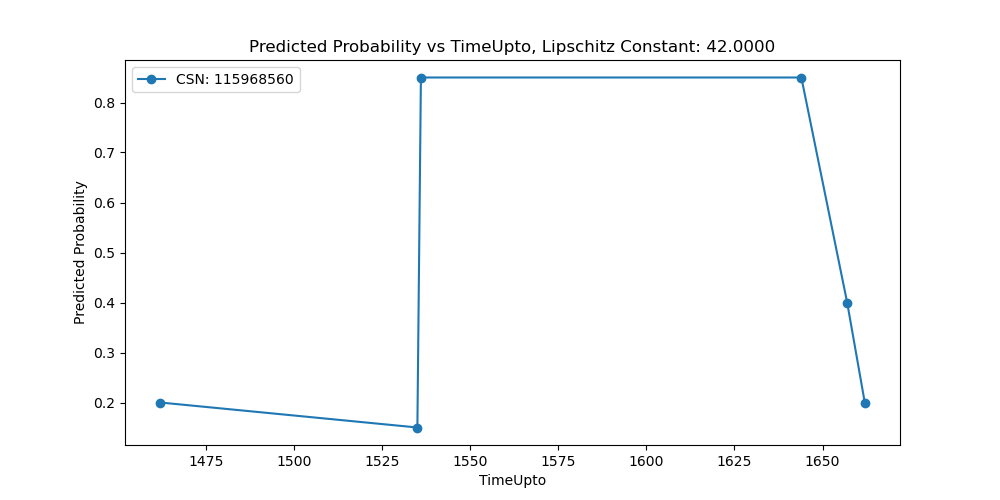 Predicted Probability vs TimeUpto, Lipschitz Constant: 42.0000
CSN: 115968560
Predicted Probability
0.8
0.7
0.6
0.5
0.4
0.3
0.2
1475 1500 1525 1550 1575 1600 1625 1650
TimeUpto